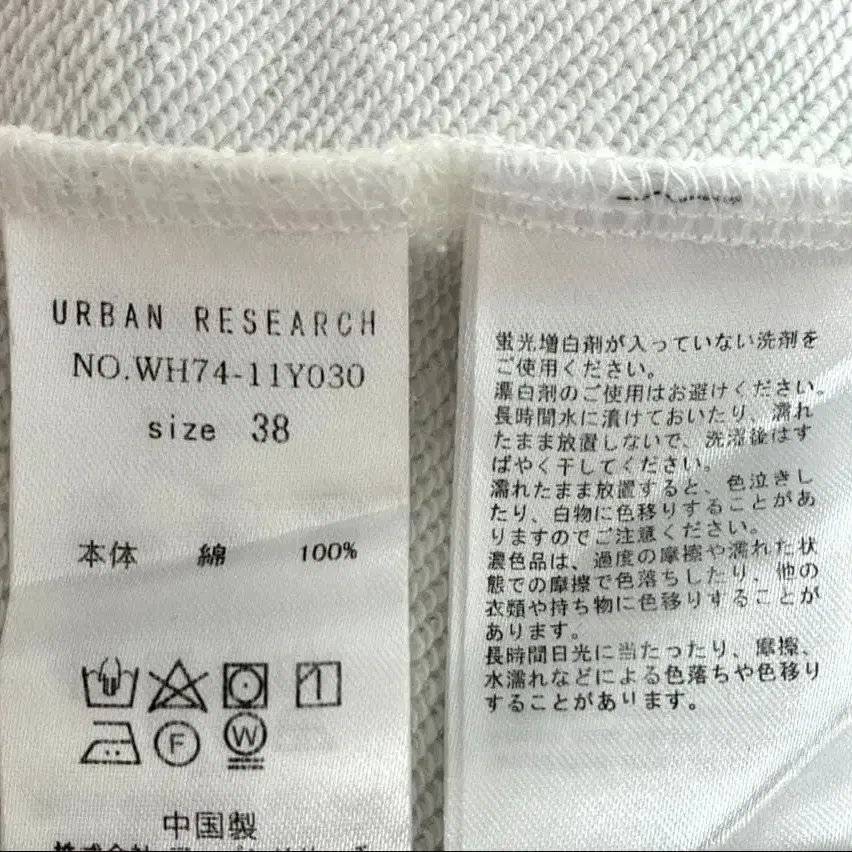 URBAN RESEARCH
NO.WH74-11Y030
size 38
本体 綿 100%
F W
中国製
株式会社
蛍光増白剤が入っていない洗剤を
ご使用ください。
漂白剤のご使用はお避けください。
長時間水に漬けておいたり、濡れ
たまま放置しないで、洗濯後はす
ばやく干してください。
濡れたまま放置すると、色泣きし
たり、白物に色移りすることがあ
りますのでご注意ください。
濃色品は、過度の摩擦や濡れた状
態での摩擦で色落ちしたり、他の
衣類や持ち物に色移りすることが
あります。
長時間日光に当たったり、摩擦、
水濡れなどによる色落ちや色移り
することがあります。